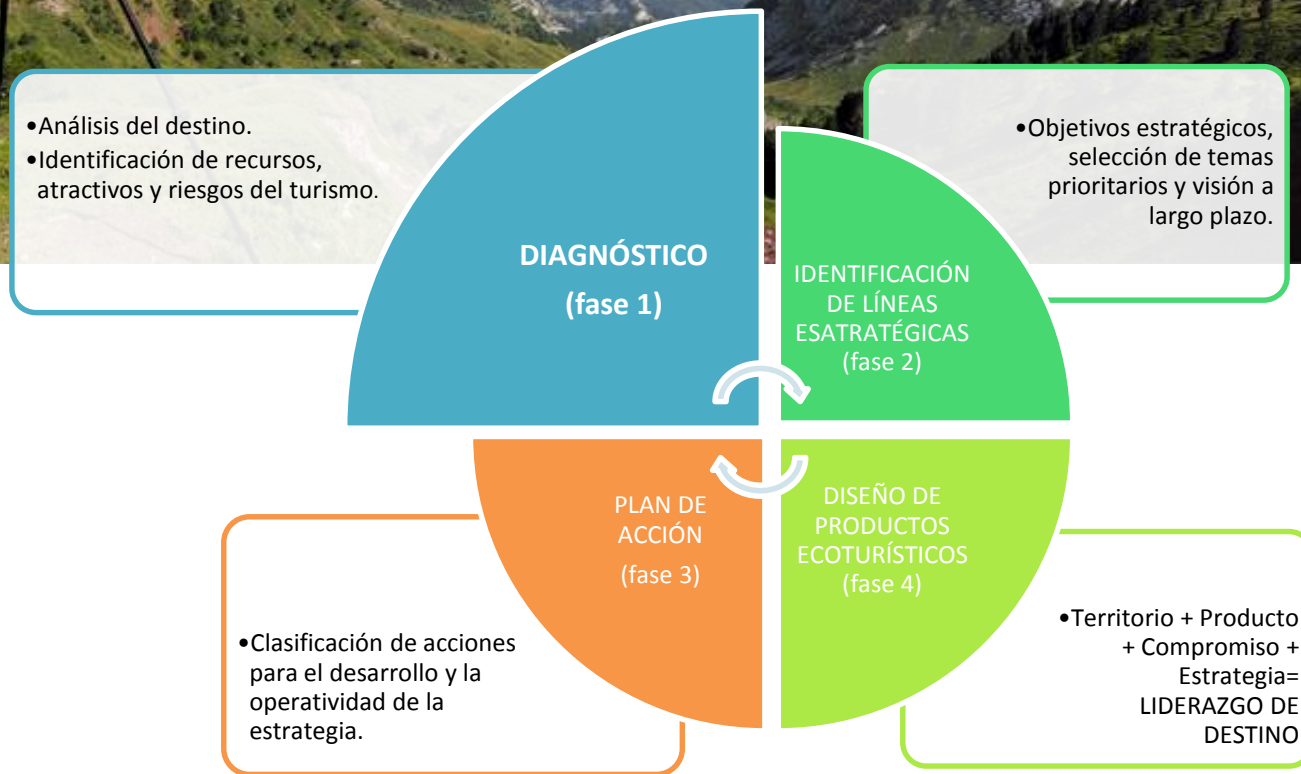 •Análisis del destino.
•Identificación de recursos,
atractivos y riesgos del turismo.
DIAGNÓSTICO
(fase 1)
•Objetivos estratégicos,
selección de temas
prioritarios y visión a
largo plazo.
IDENTIFICACIÓN
DE LÍNEAS
ESATRATÉGICAS
(fase 2)
PLAN DE
ACCIÓN
(fase 3)
•Clasificación de acciones
para el desarrollo y la
operatividad de la
estrategia.
DISEÑO DE
PRODUCTOS
ECOTURÍSTICOS
(fase 4)
•Territorio + Producto
+ Compromiso +
Estrategia=
LIDERAZGO DE
DESTINO